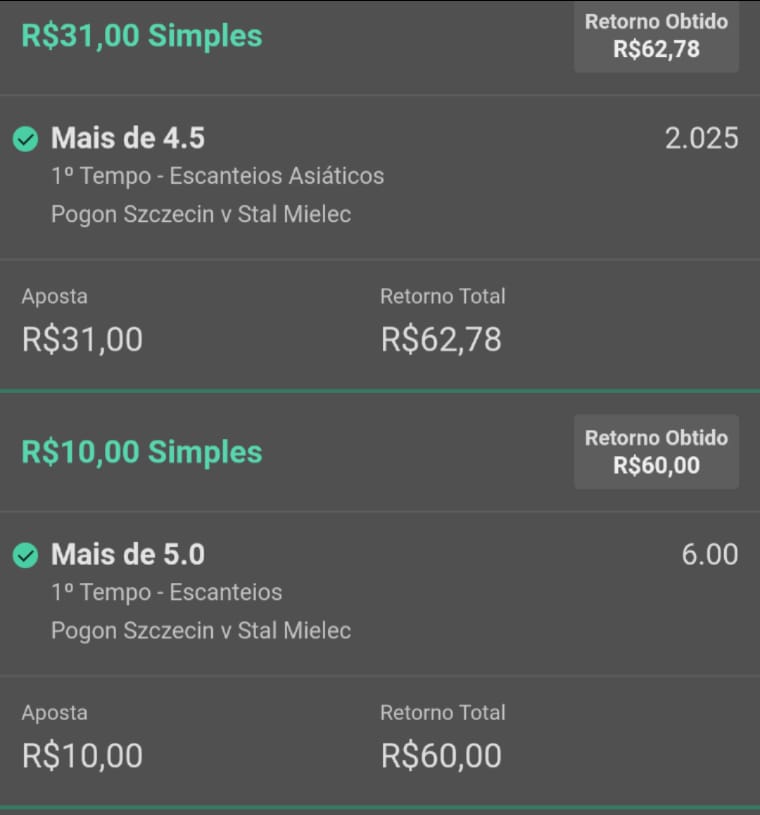 R$31,00 Simples
Retorno Obtido
R$62,78
Mais de 4.5
2.025
1º Tempo - Escanteios Asiáticos
Pogon Szczecin v Stal Mielec
Aposta
Retorno Total
R$31,00
R$62,78
R$10,00 Simples
Retorno Obtido
R$60,00
Mais de 5.0
6.00
1º Tempo - Escanteios
Pogon Szczecin v Stal Mielec
Aposta
Retorno Total
R$10,00
R$60,00